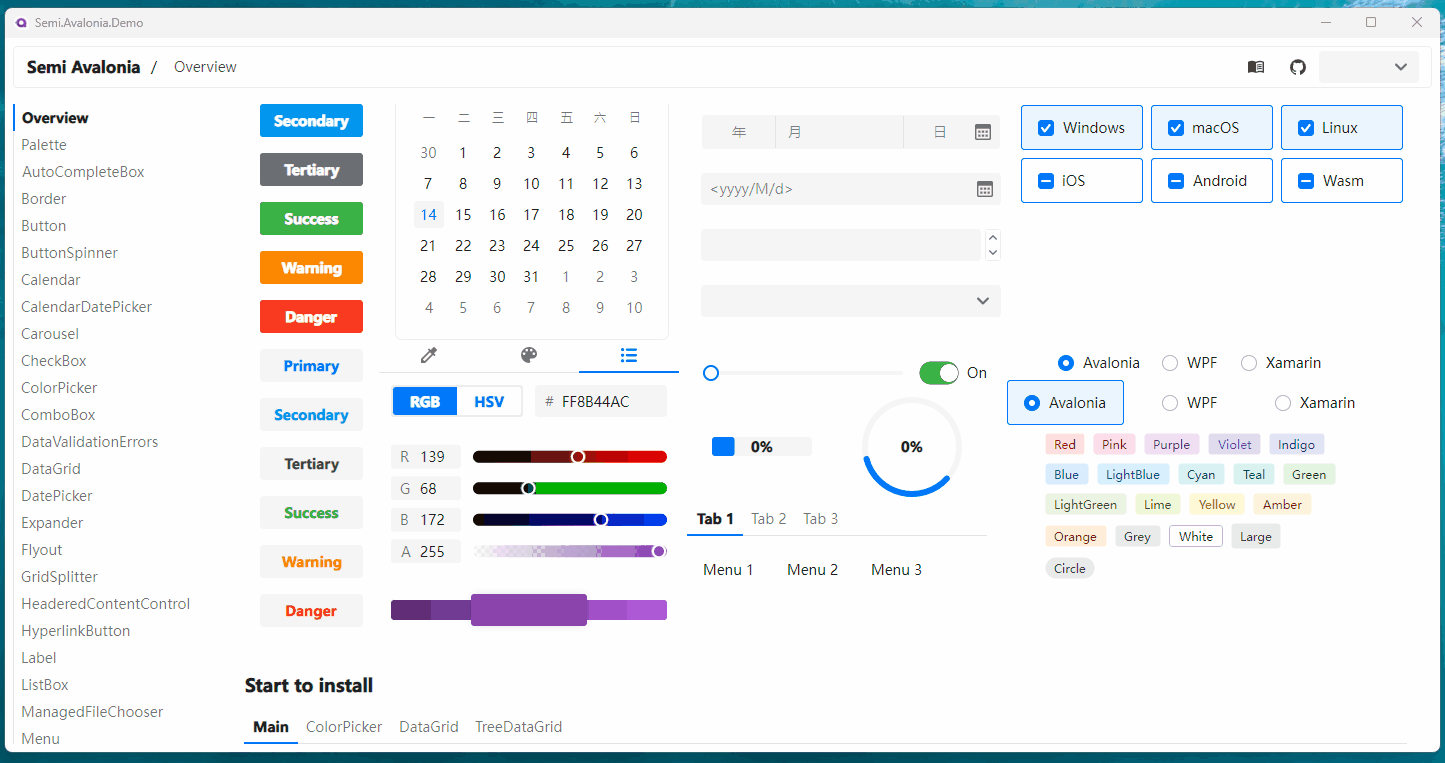 Semi.Avalonia.Demo
Semi Avalonia / Overview
Overview
Palette
AutoCompleteBox
Border
Button
ButtonSpinner
Calendar
CalendarDatePicker
Carousel
CheckBox
ColorPicker
ComboBox
DataValidationErrors
DataGrid
DatePicker
Expander
Flyout
GridSplitter
HeaderedContentControl
HyperlinkButton
Label
ListBox
ManagedFileChooser
Menu
Secondary
Tertiary
Success
Warning
Danger
Primary
Secondary
Tertiary
Success
Warning
Danger
一 二 三 四 五 六 日
30 1 2 3 4 5 6
7 8 9 10 11 12 13
14 15 16 17 18 19 20
21 22 23 24 25 26 27
28 29 30 31 1 2 3
4 5 6 7 8 9 10
RGB HSV # FF8B44AC
R 139
G 68
B 172
A 255
年 月 日
<yyyy/M/d>
On
0% 0%
Tab 1 Tab 2 Tab 3
Menu 1 Menu 2 Menu 3
Windows macOS Linux
iOS Android Wasm
Avalonia WPF Xamarin
Avalonia WPF Xamarin
Red Pink Purple Violet Indigo
Blue LightBlue Cyan Teal Green
LightGreen Lime Yellow Amber
Orange Grey White Large
Circle
Start to install
Main ColorPicker DataGrid TreeDataGrid